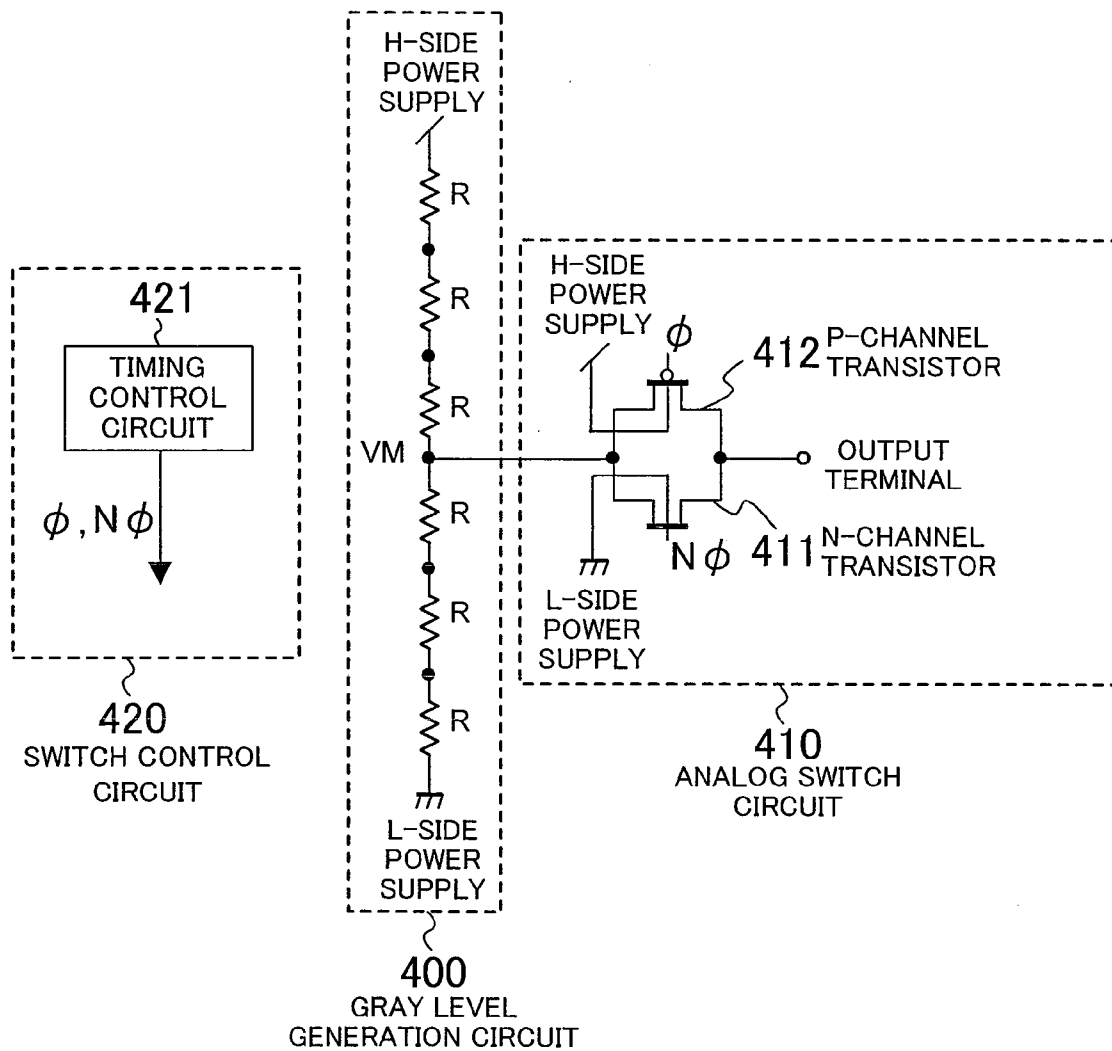 421
TIMING
CONTROL
CIRCUIT
ϕ, Nϕ
420
SWITCH CONTROL
CIRCUIT
H-SIDE
POWER
SUPPLY
R
R
R
VM
R
R
R
L-SIDE
POWER
SUPPLY
400
GRAY LEVEL
GENERATION CIRCUIT
H-SIDE
POWER
SUPPLY
ϕ
412 P-CHANNEL
TRANSISTOR
OUTPUT
TERMINAL
Nϕ
411 N-CHANNEL
TRANSISTOR
L-SIDE
POWER
SUPPLY
410
ANALOG SWITCH
CIRCUIT